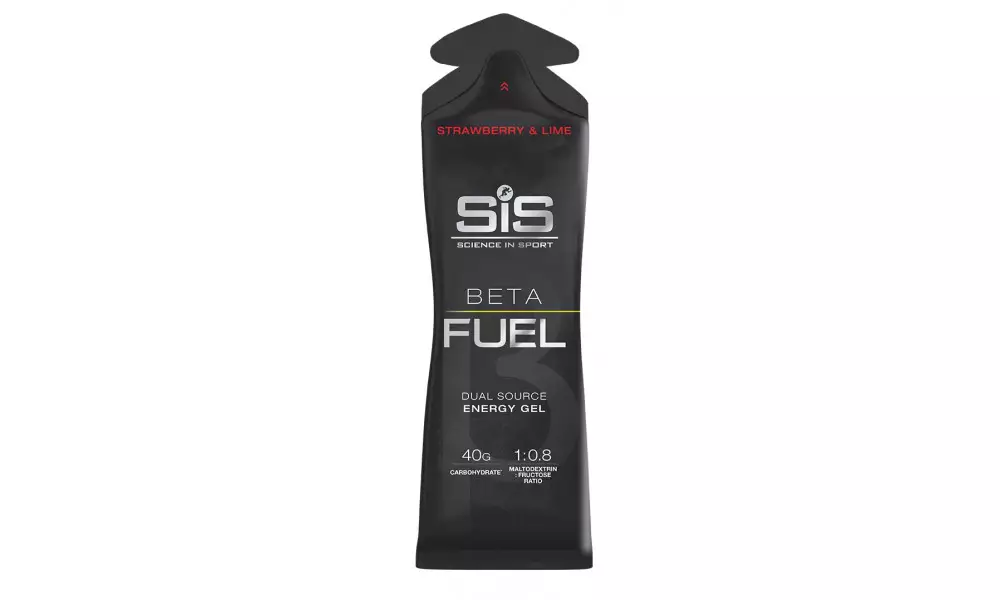 STRAWBERRY & LIME
SiS
SCIENCE IN SPORT
BETA
FUEL
DUAL SOURCE
ENERGY GEL
40G 1:0.8
CARBOHYDRATE* MALTODEXTRIN
:FRUCTOSE
RATIO